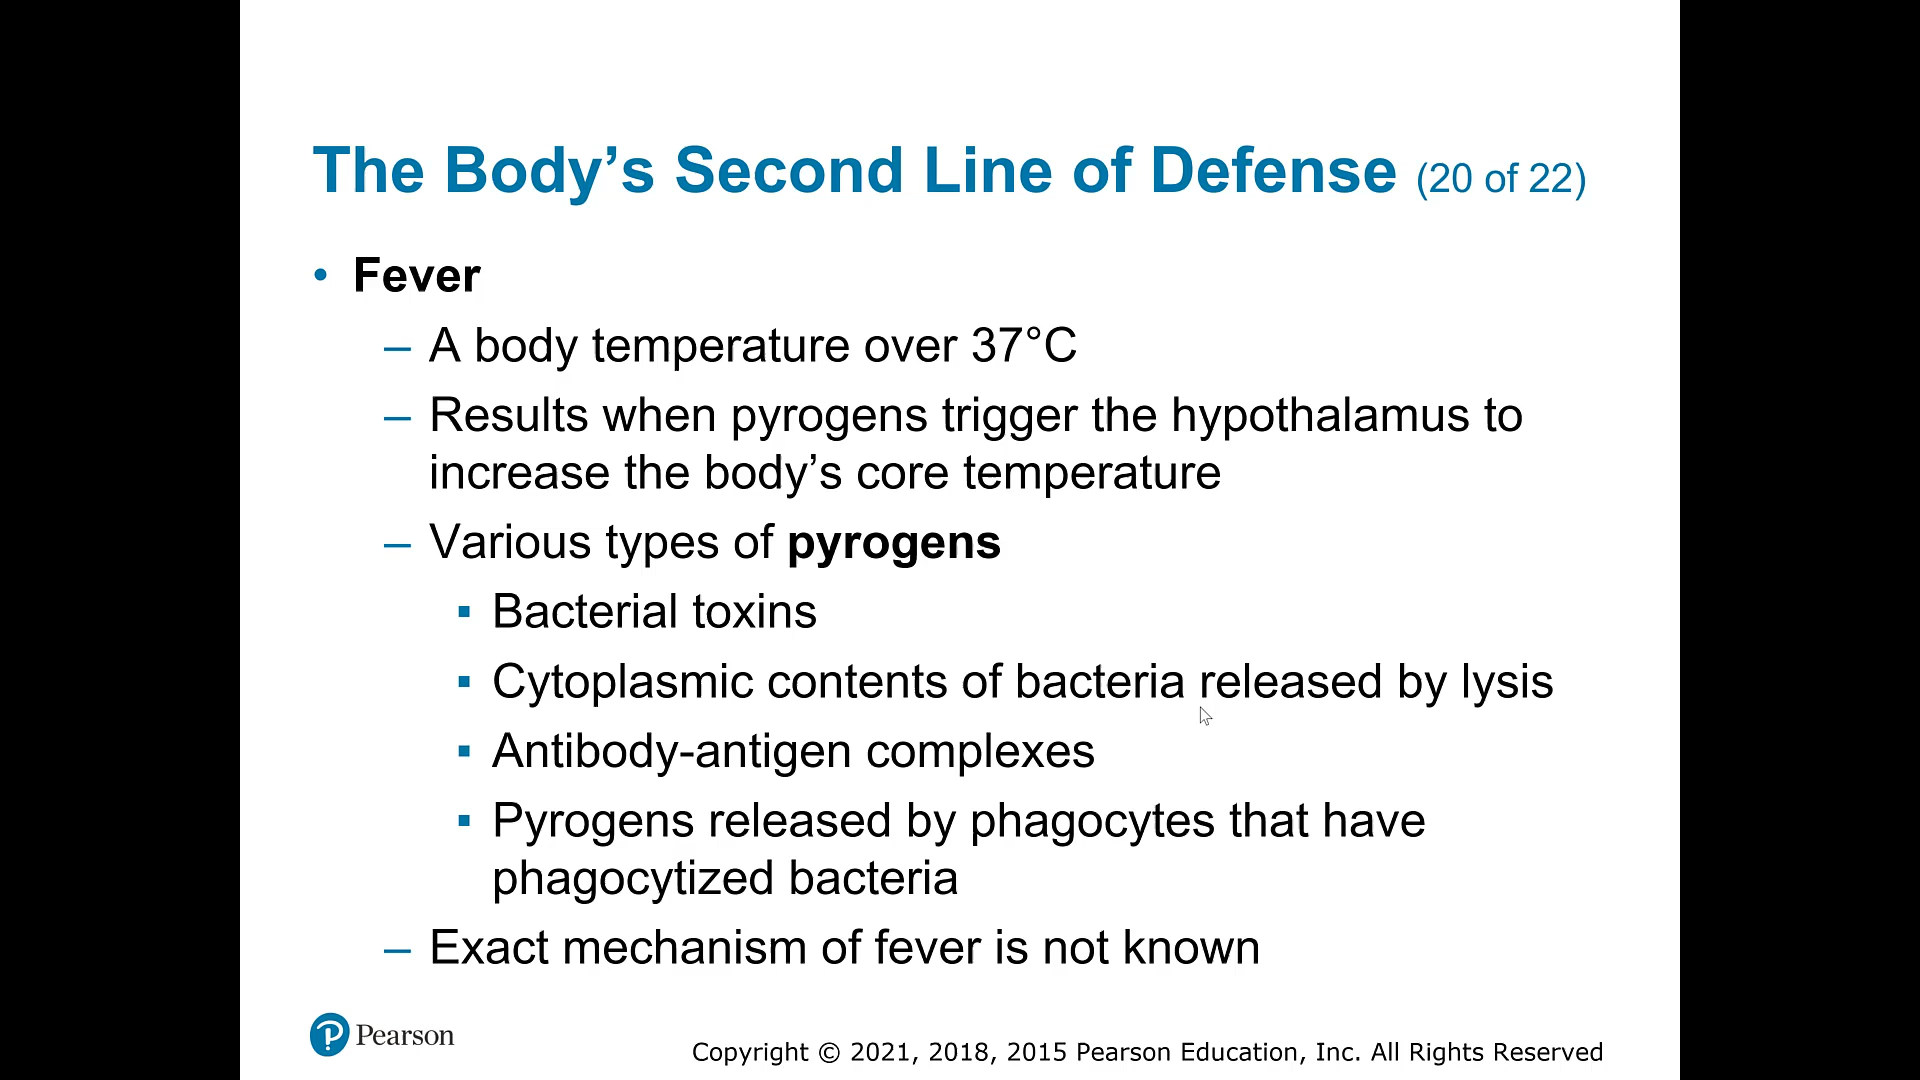 The Body’s Second Line of Defense (20 of 22)
• Fever
– A body temperature over 37°C
– Results when pyrogens trigger the hypothalamus to
increase the body’s core temperature
– Various types of pyrogens
▪ Bacterial toxins
▪ Cytoplasmic contents of bacteria released by lysis
▪ Antibody-antigen complexes
▪ Pyrogens released by phagocytes that have
phagocytized bacteria
– Exact mechanism of fever is not known
Pearson
Copyright © 2021, 2018, 2015 Pearson Education, Inc. All Rights Reserved